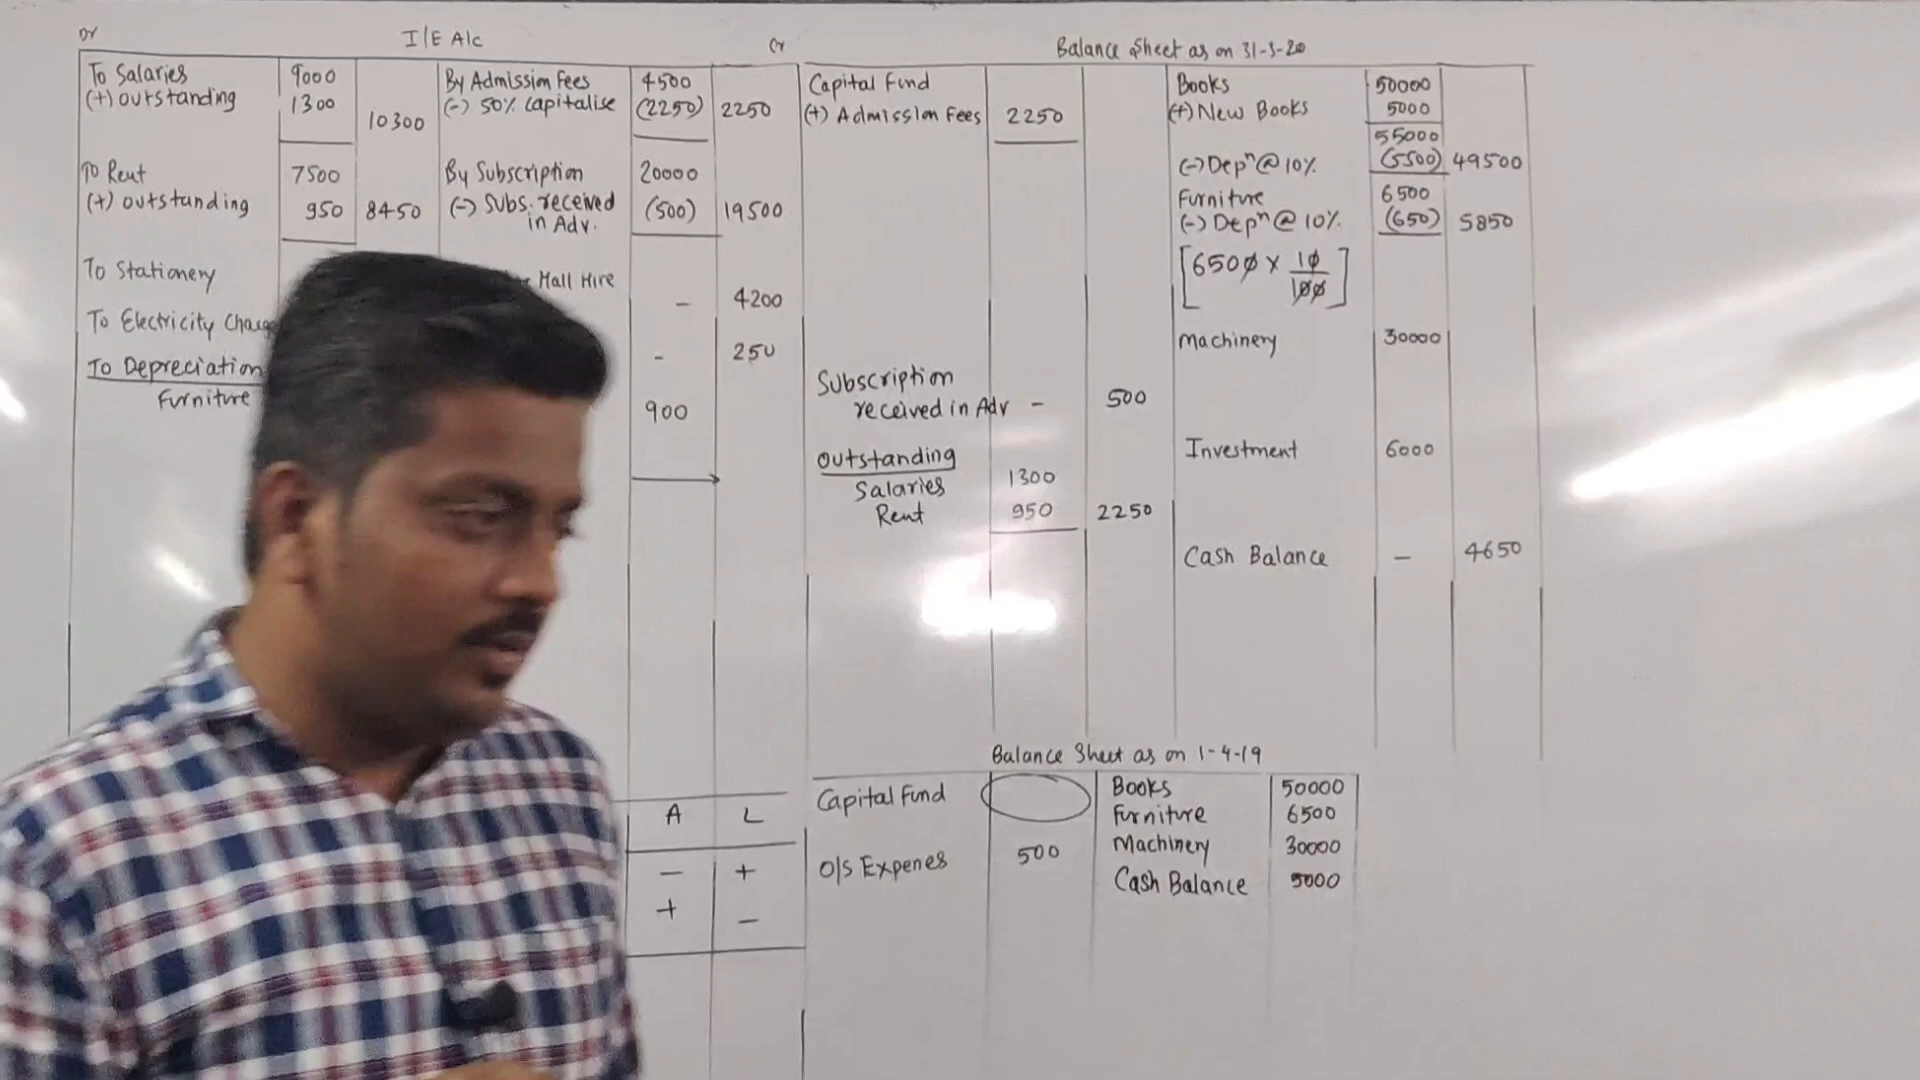 Dr I/E A/c Cr
To Salaries 9000
(+) outstanding 1300 10300
To Rent 7500
(+) outstanding 950 8450
To Stationery
To Electricity
To Depreciation
Furniture
By Admission Fees 4500
(-) 50% Capitalise (2250) 2250
By Subscription 20000
(-) Subs. received (500) 19500
in Adv.
Hall Hire
- 4200
- 250
900
A L
- +
+ -
Balance Sheet as on 31-3-20
Capital Fund
(+) Admission Fees 2250
Subscription
received in Adv - 500
Outstanding
Salaries 1300
Rent 950 2250
Books 50000
(+) New Books 5000
55000
(-) Depn @ 10% (5500) 49500
Furniture 6500
(-) Depn @ 10% (650) 5850
[6500 x 10/100]
Machinery 30000
Investment 6000
Cash Balance - 4650
Balance Sheet as on 1-4-19
Capital Fund
O/S Expenes 500
Books 50000
Furniture 6500
Machinery 30000
Cash Balance 5000